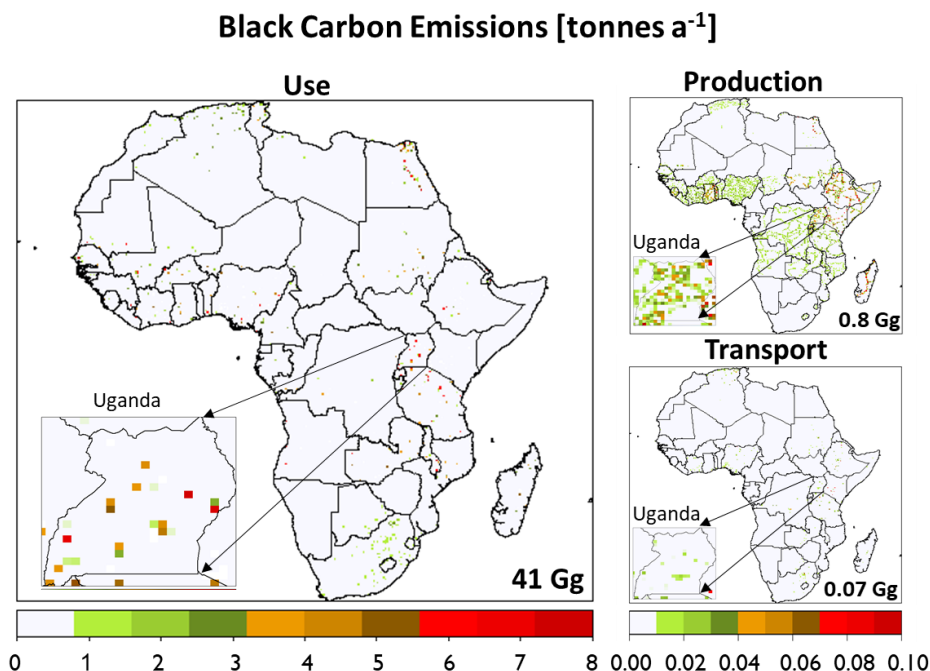 Black Carbon Emissions [tonnes a-1]
Use
Uganda
41 Gg
0 1 2 3 4 5 6 7 8
Production
Uganda
0.8 Gg
Transport
Uganda
0.07 Gg
0.00 0.02 0.04 0.06 0.08 0.10